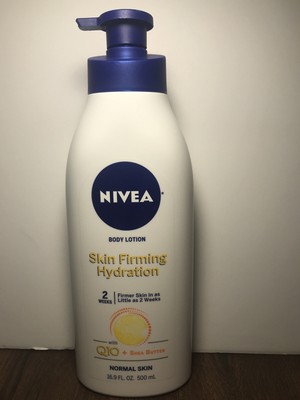 NIVEA
BODY LOTION
Skin Firming
Hydration
2 WEEKS
Firmer Skin in as
Little as 2 Weeks
with
Q10 + SHEA BUTTER
NORMAL SKIN
16.9 FL. OZ. 500 mL